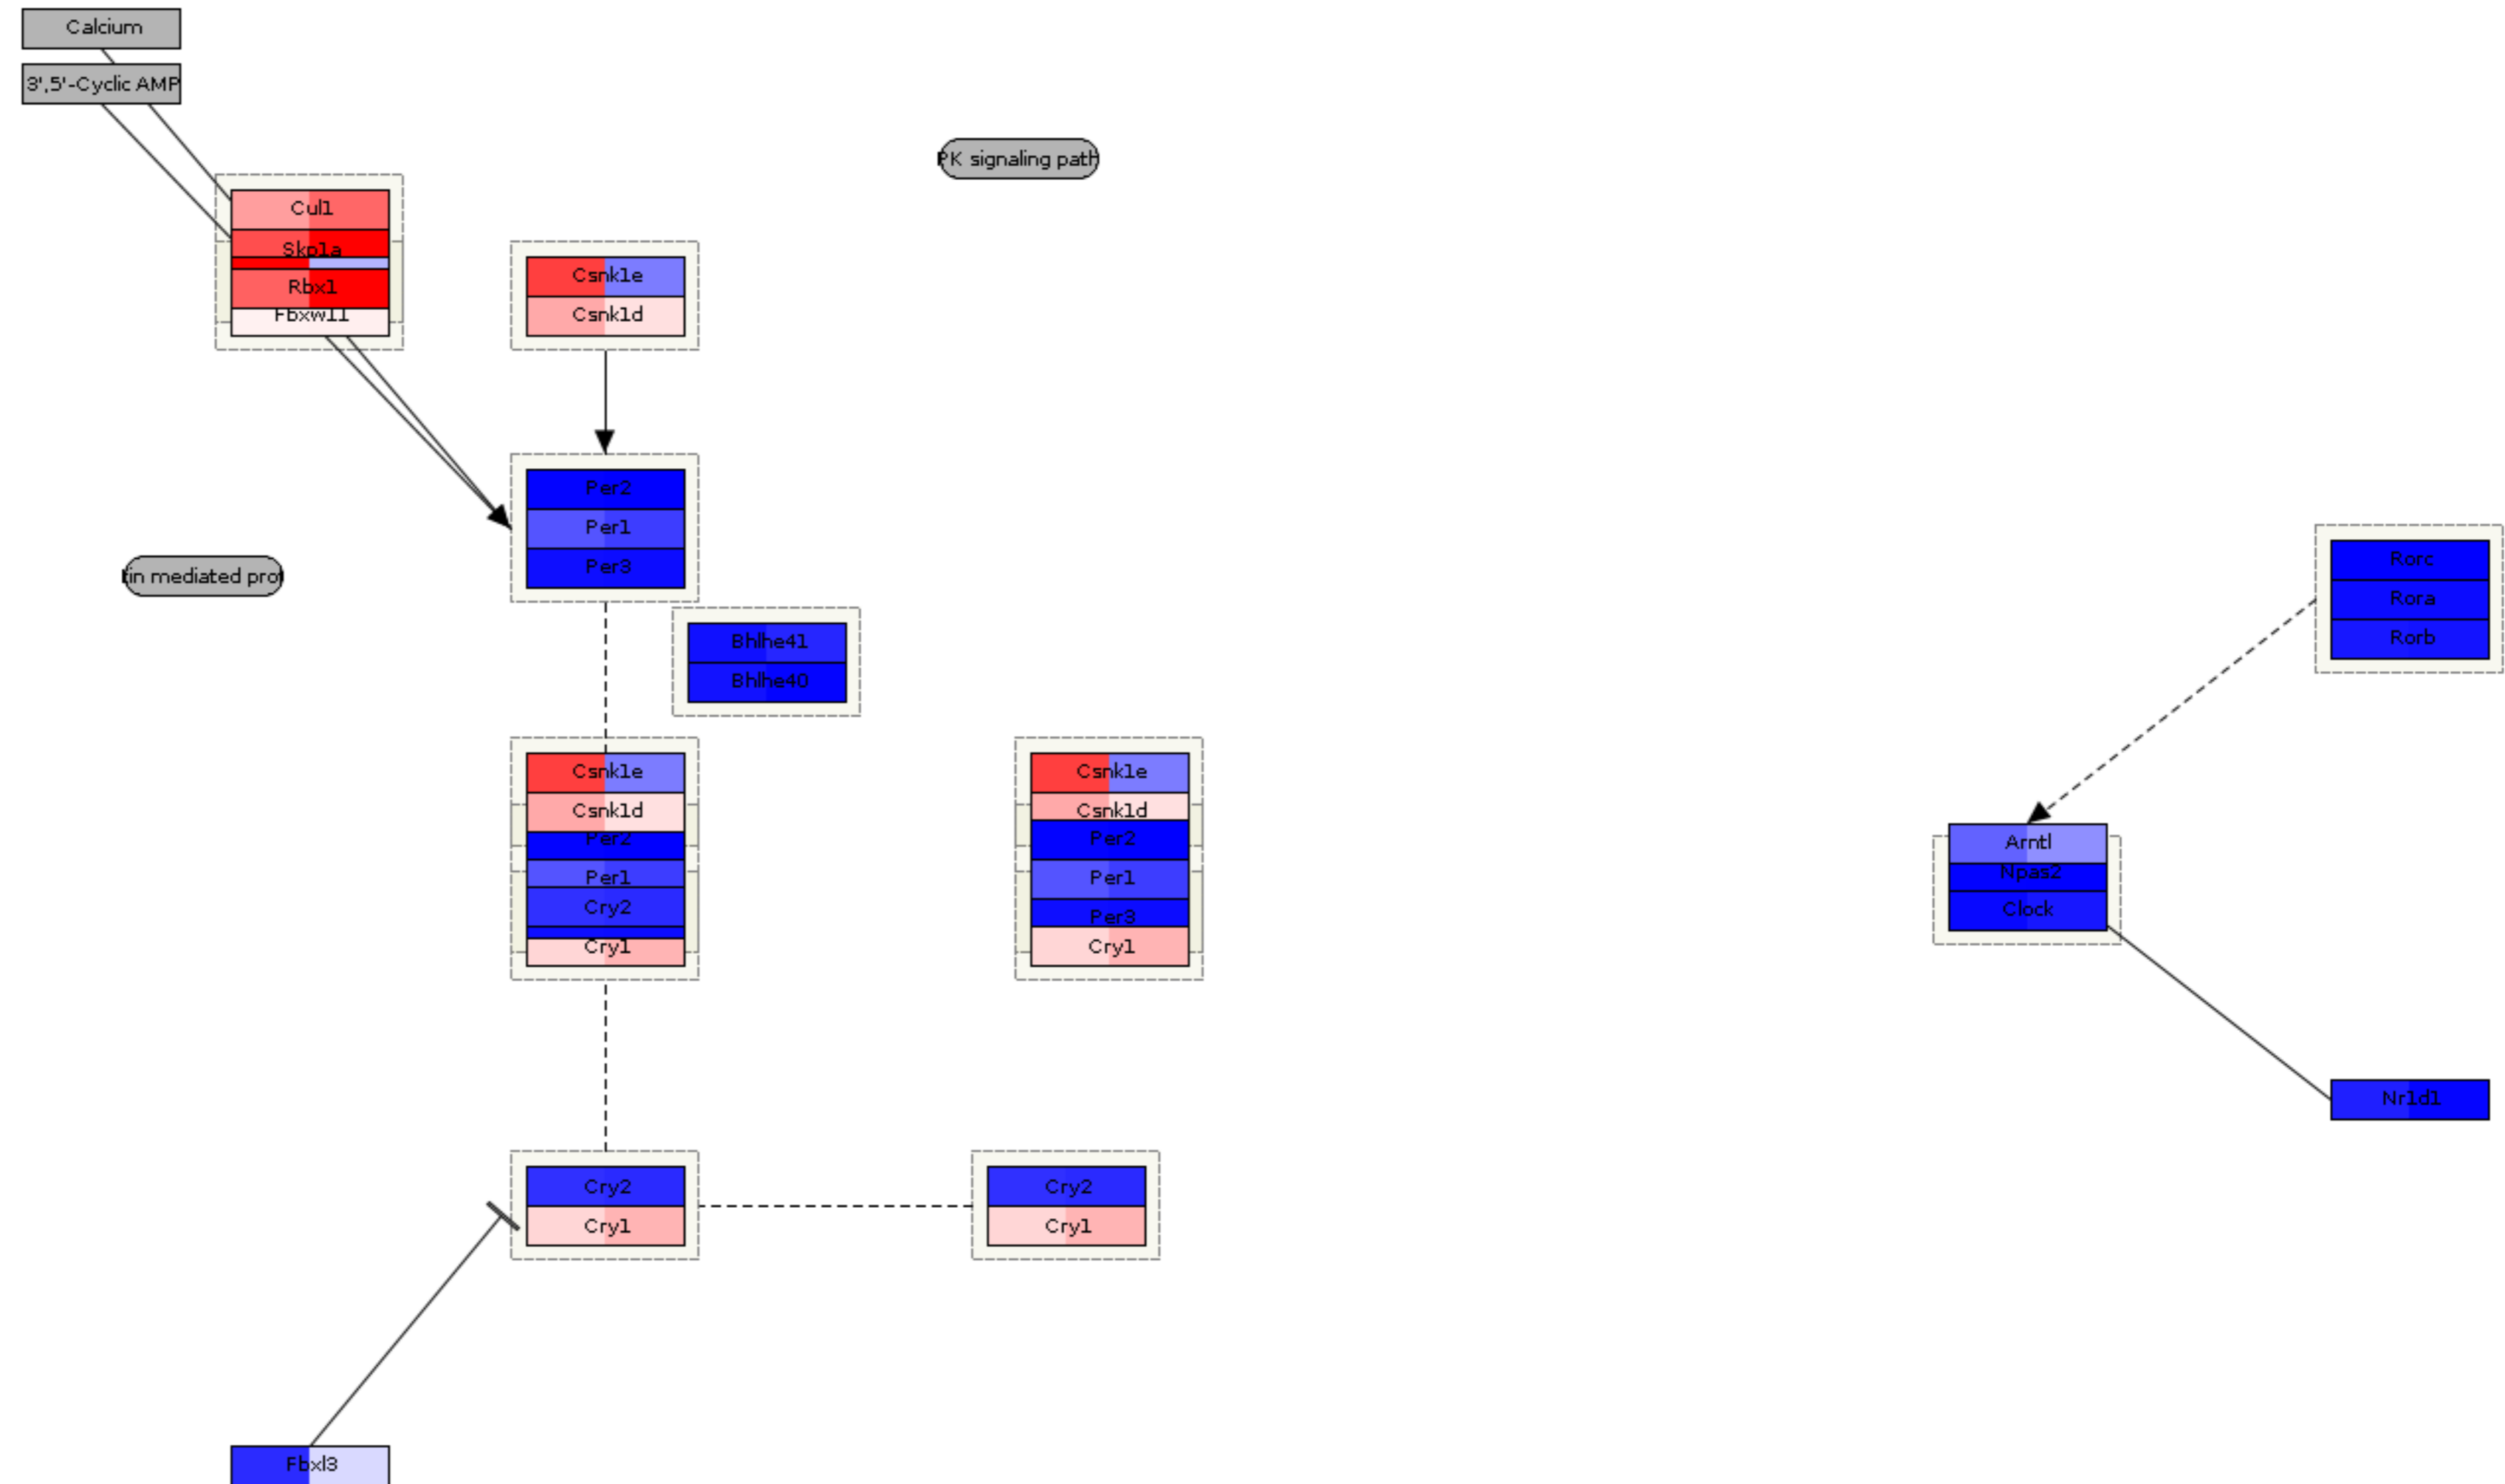 Calcium
3',5'-Cyclic AMP
PK signaling path
Cul1
Skp1a
Rbx1
Fbxw11
Csnk1e
Csnk1d
Per2
Per1
Per3
tin mediated prot
Bhlhe41
Bhlhe40
Rorc
Rora
Rorb
Csnk1e
Csnk1d
Per2
Per1
Cry2
Cry1
Csnk1e
Csnk1d
Per2
Per1
Per3
Cry1
Arntl
Npas2
Clock
Nr1d1
Cry2
Cry1
Cry2
Cry1
Fbxl3